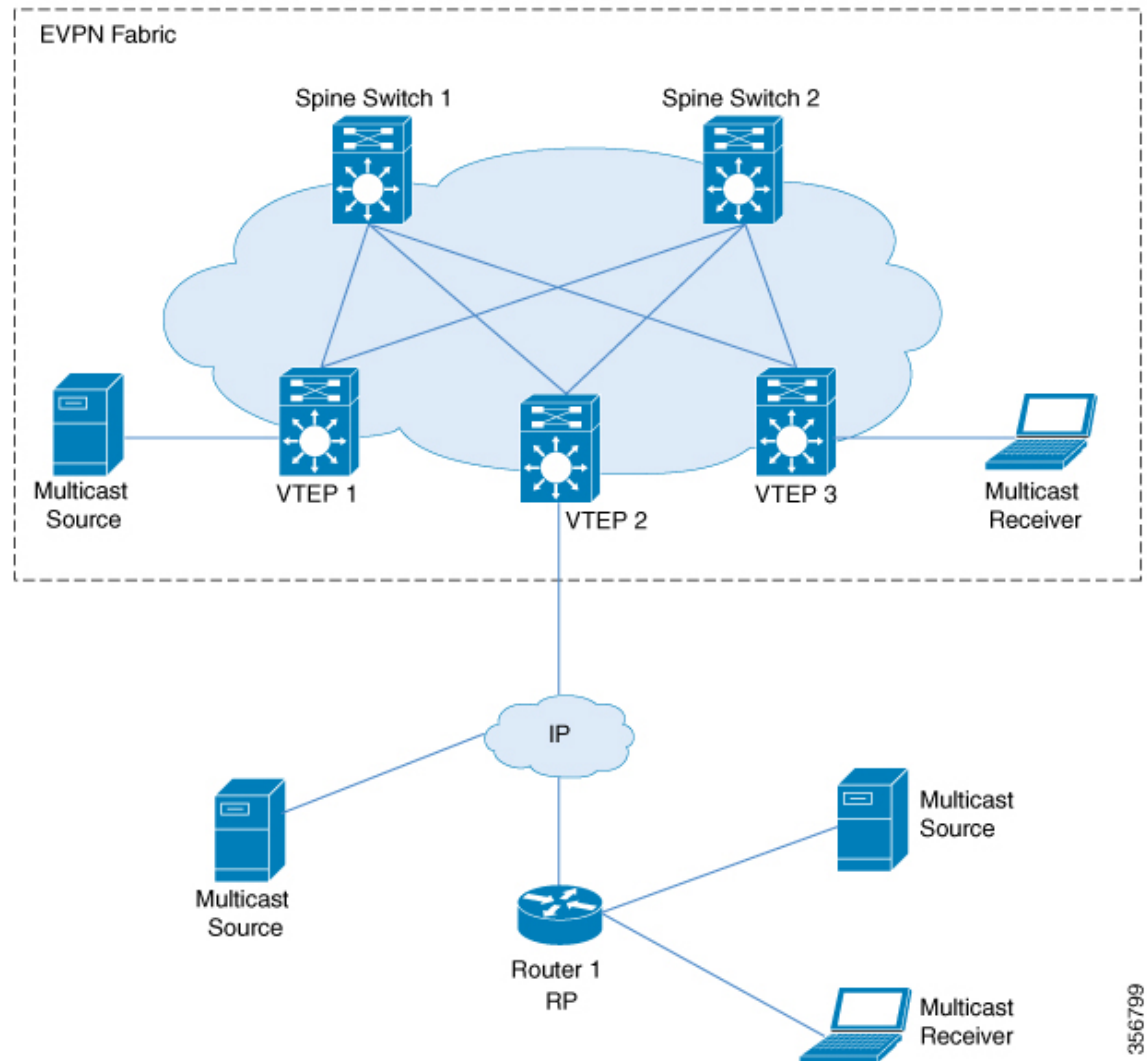 EVPN Fabric
Spine Switch 1
Spine Switch 2
Multicast
Source
VTEP 1
VTEP 2
VTEP 3
Multicast
Receiver
IP
Multicast
Source
Multicast
Source
Router 1
RP
Multicast
Receiver
356799